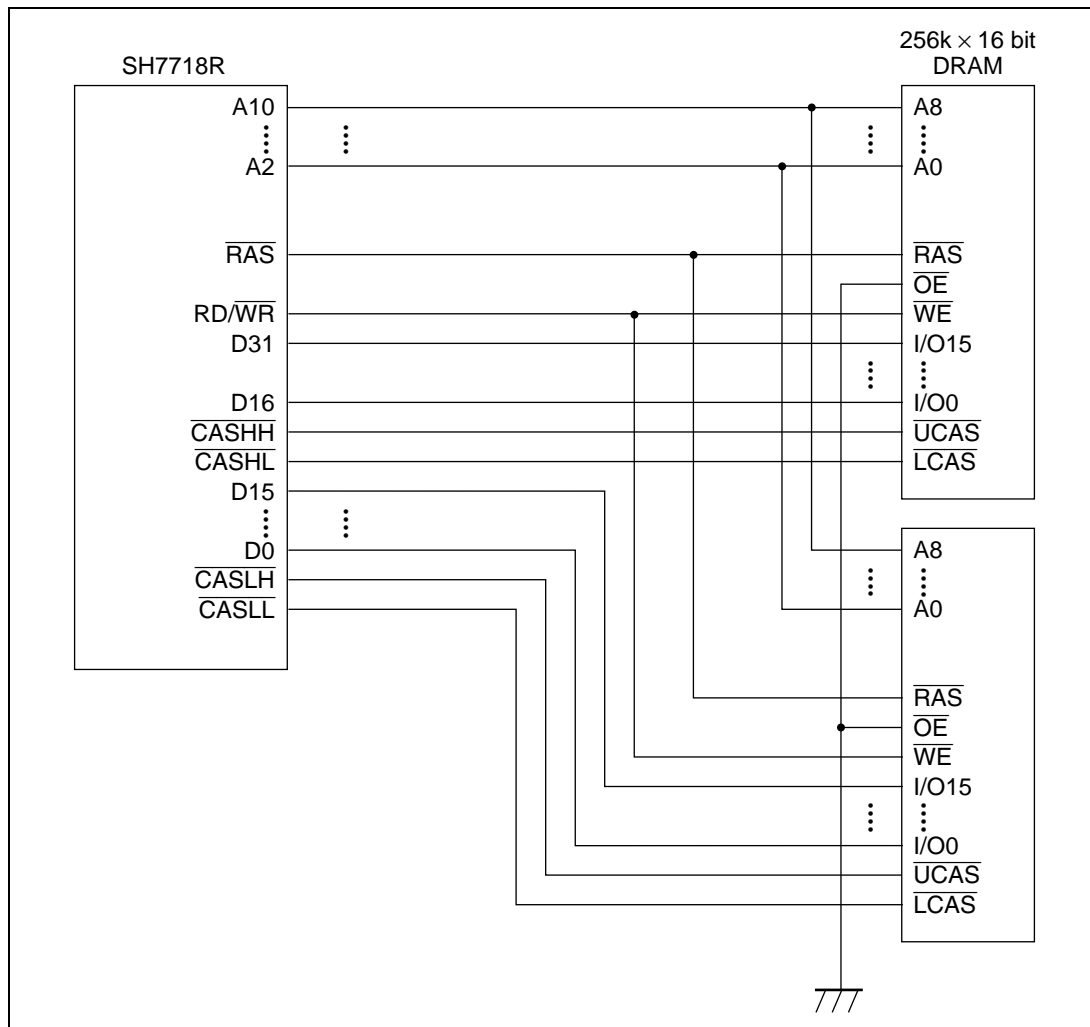 256k × 16 bit
DRAM
SH7718R
A10
A2
RAS
RD/WR
D31
D16
CASHH
CASHL
D15
D0
CASLH
CASLL
A8
A0
RAS
OE
WE
I/O15
I/O0
UCAS
LCAS
A8
A0
RAS
OE
WE
I/O15
I/O0
UCAS
LCAS